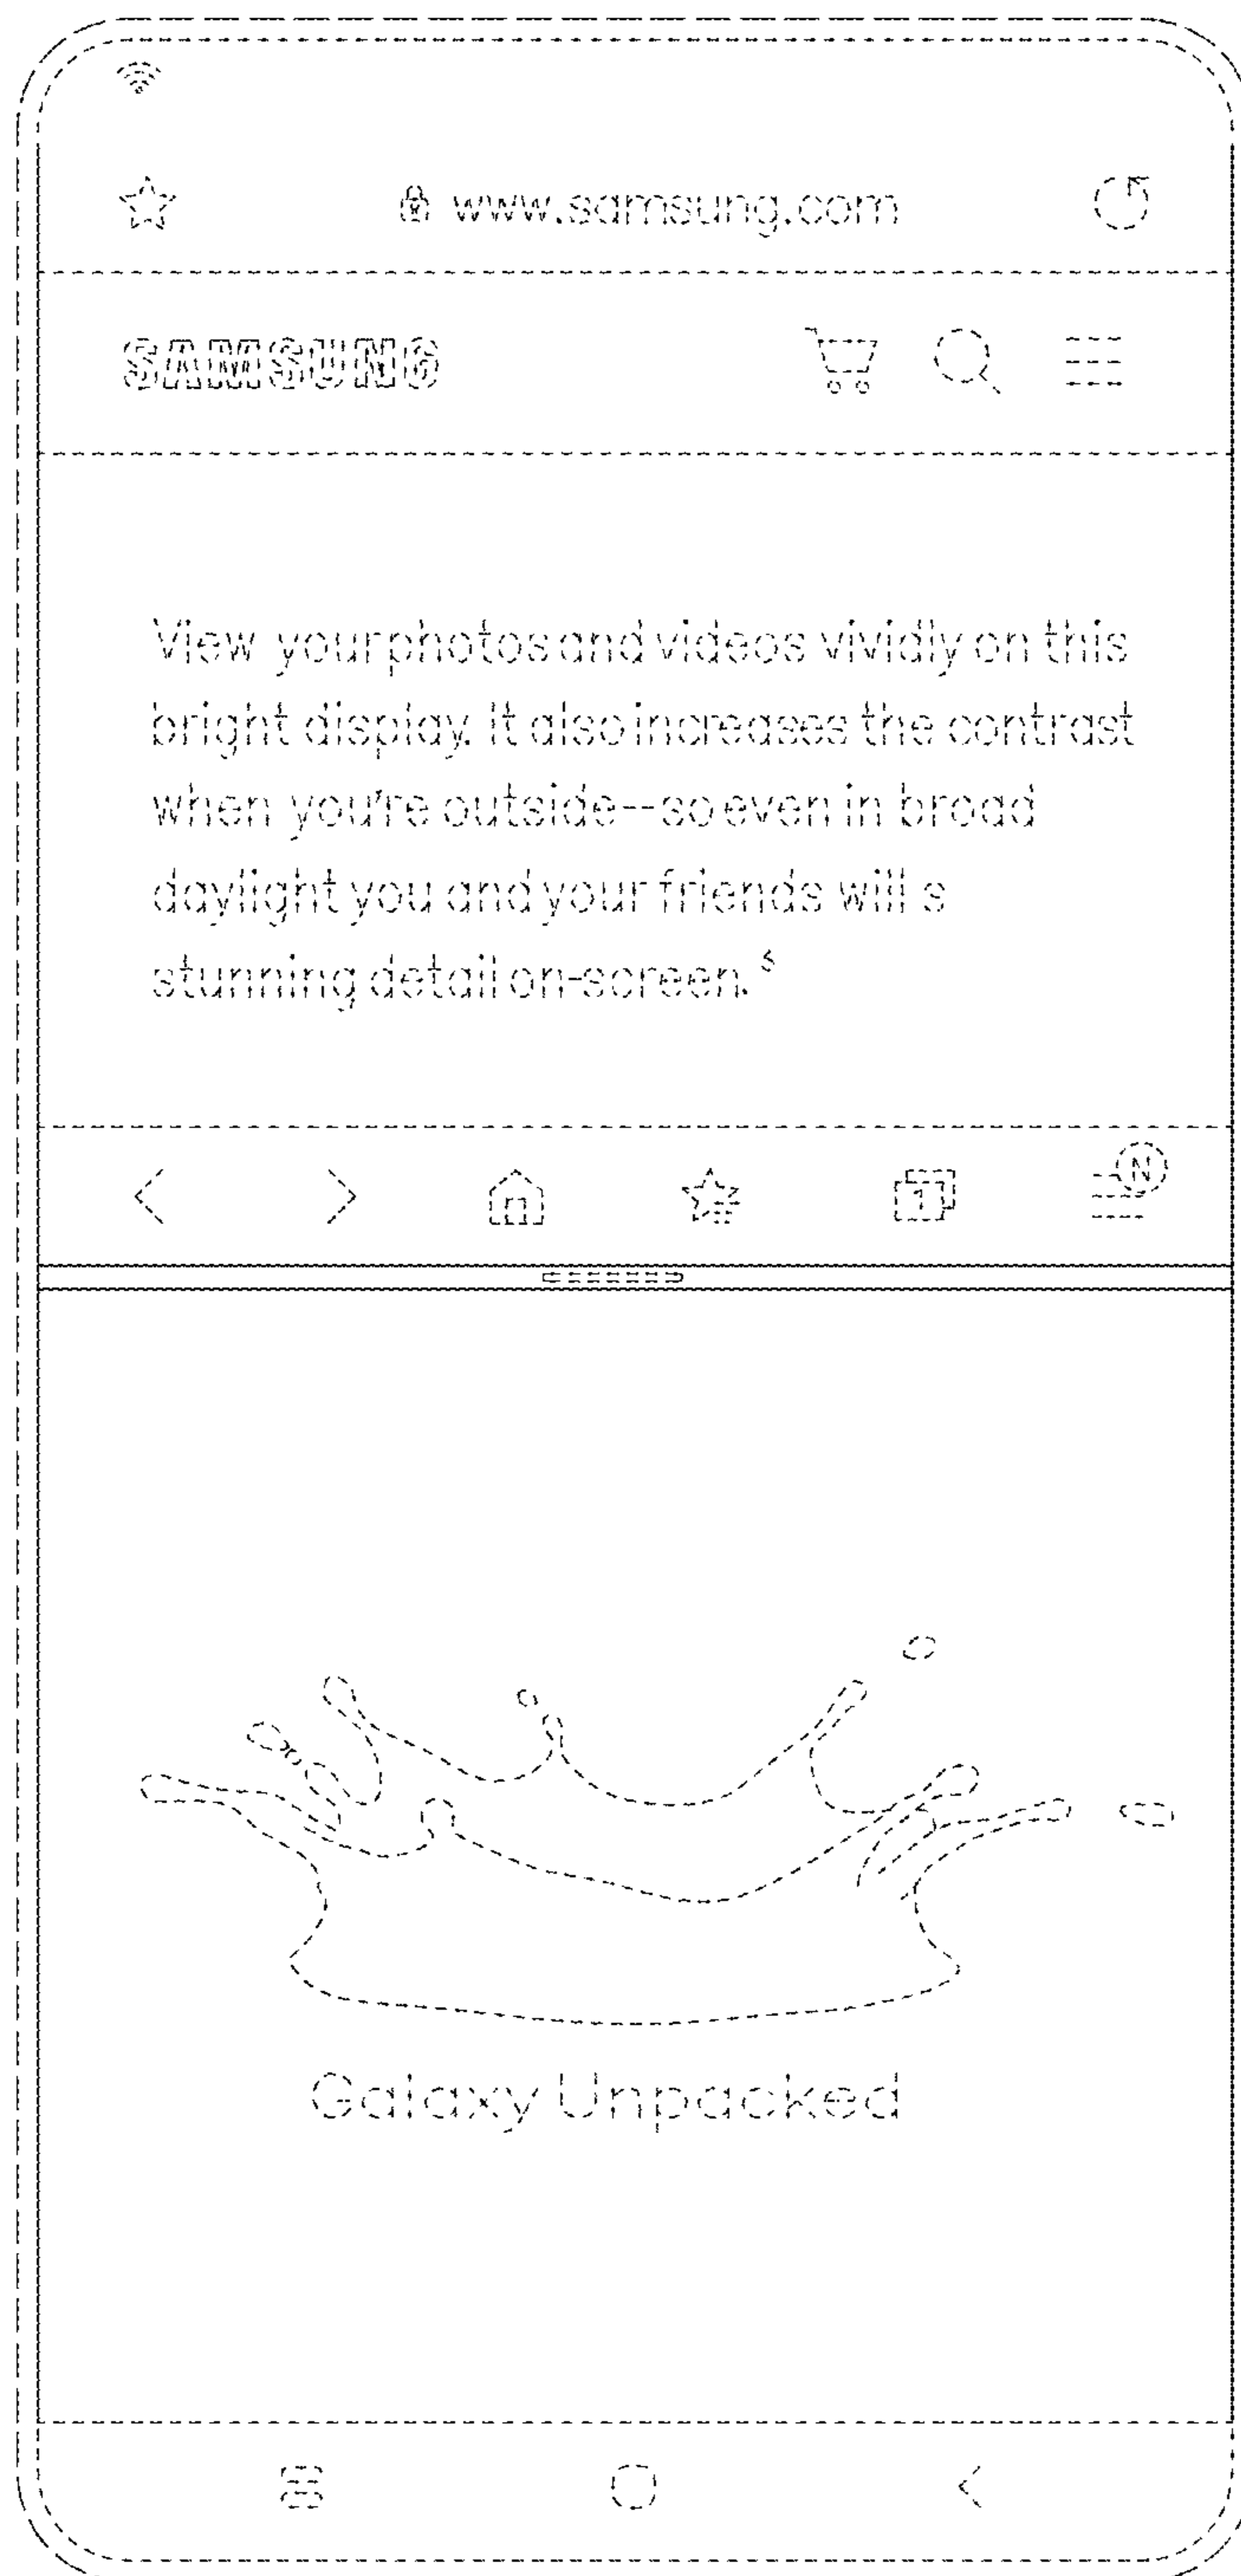 www.samsung.com
SAMSUNG
View your photos and videos vividly on this
bright display. It also increases the contrast
when you're outside--so even in broad
daylight you and your friends will s
stunning detail on-screen. 5
N
1
Galaxy Unpacked